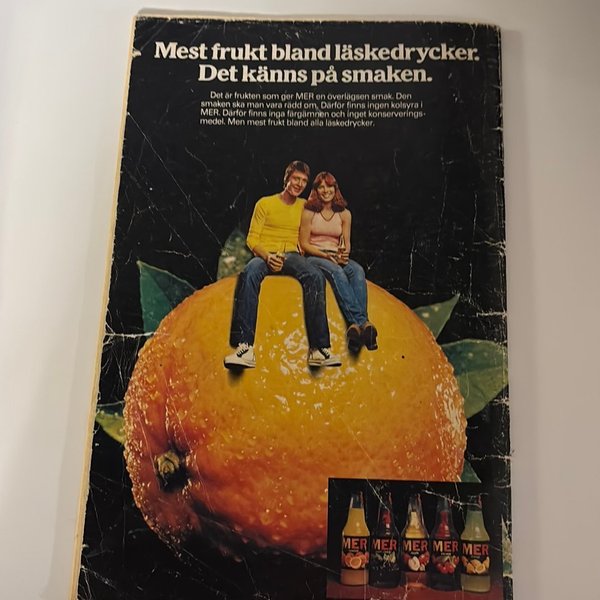 Mest frukt bland läskedrycker.
Det känns på smaken.
Det är frukten som ger MER en överlägsen smak. Den
smaken ska man vara rädd om. Därför finns ingen kolsyra i
MER. Därför finns inga färgämnen och inget konserverings-
medel. Men mest frukt bland alla läskedrycker.
MER MER MER MER MER